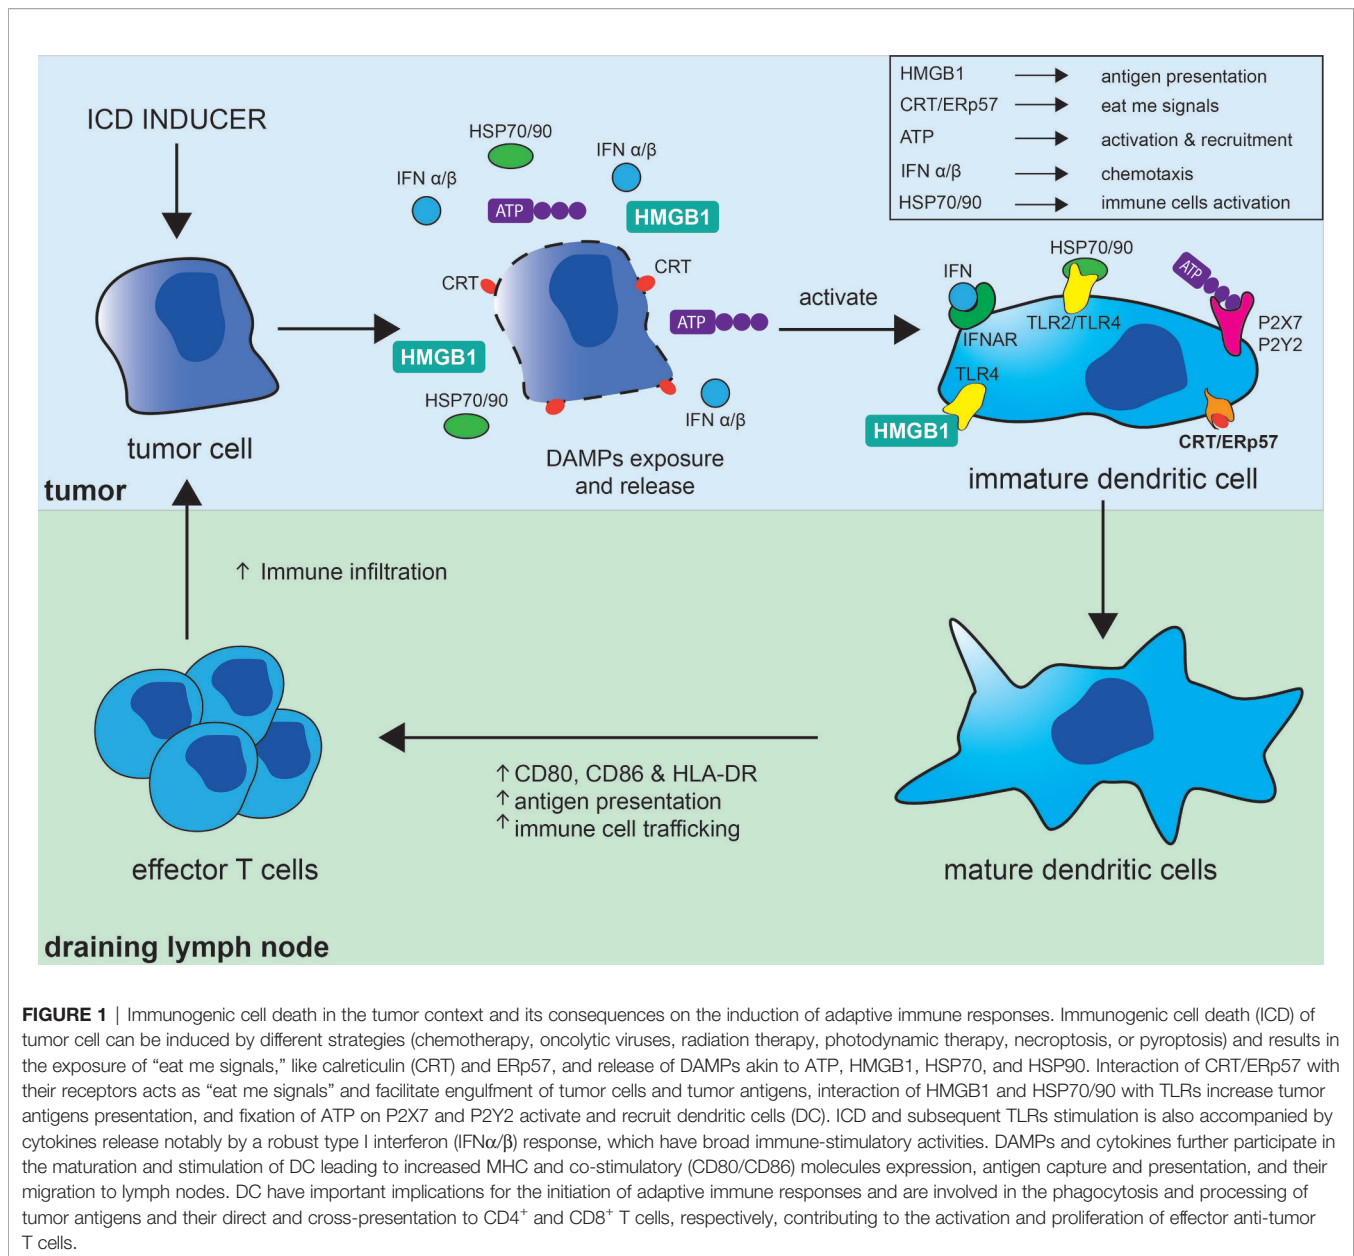 ICD INDUCER
HMGB1 antigen presentation
CRT/ERp57 eat me signals
ATP activation & recruitment
IFN α/β chemotaxis
HSP70/90 immune cells activation
HSP70/90
IFN α/β
IFN α/β
ATP
HMGB1
CRT
CRT
ATP
HMGB1
HSP70/90
IFN α/β
DAMPs exposure
and release
tumor cell
tumor
activate
IFN
IFNAR
HSP70/90
TLR2/TLR4
ATP
P2X7
P2Y2
TLR4
HMGB1
CRT/ERp57
immature dendritic cell
↑ Immune infiltration
↑ CD80, CD86 & HLA-DR
↑ antigen presentation
↑ immune cell trafficking
effector T cells
mature dendritic cells
draining lymph node
FIGURE 1 | Immunogenic cell death in the tumor context and its consequences on the induction of adaptive immune responses. Immunogenic cell death (ICD) of
tumor cell can be induced by different strategies (chemotherapy, oncolytic viruses, radiation therapy, photodynamic therapy, necroptosis, or pyroptosis) and results in
the exposure of “eat me signals,” like calreticulin (CRT) and ERp57, and release of DAMPs akin to ATP, HMGB1, HSP70, and HSP90. Interaction of CRT/ERp57 with
their receptors acts as “eat me signals” and facilitate engulfment of tumor cells and tumor antigens, interaction of HMGB1 and HSP70/90 with TLRs increase tumor
antigens presentation, and fixation of ATP on P2X7 and P2Y2 activate and recruit dendritic cells (DC). ICD and subsequent TLRs stimulation is also accompanied by
cytokines release notably by a robust type I interferon (IFNα/β) response, which have broad immune-stimulatory activities. DAMPs and cytokines further participate in
the maturation and stimulation of DC leading to increased MHC and co-stimulatory (CD80/CD86) molecules expression, antigen capture and presentation, and their
migration to lymph nodes. DC have important implications for the initiation of adaptive immune responses and are involved in the phagocytosis and processing of
tumor antigens and their direct and cross-presentation to CD4⁺ and CD8⁺ T cells, respectively, contributing to the activation and proliferation of effector anti-tumor
T cells.